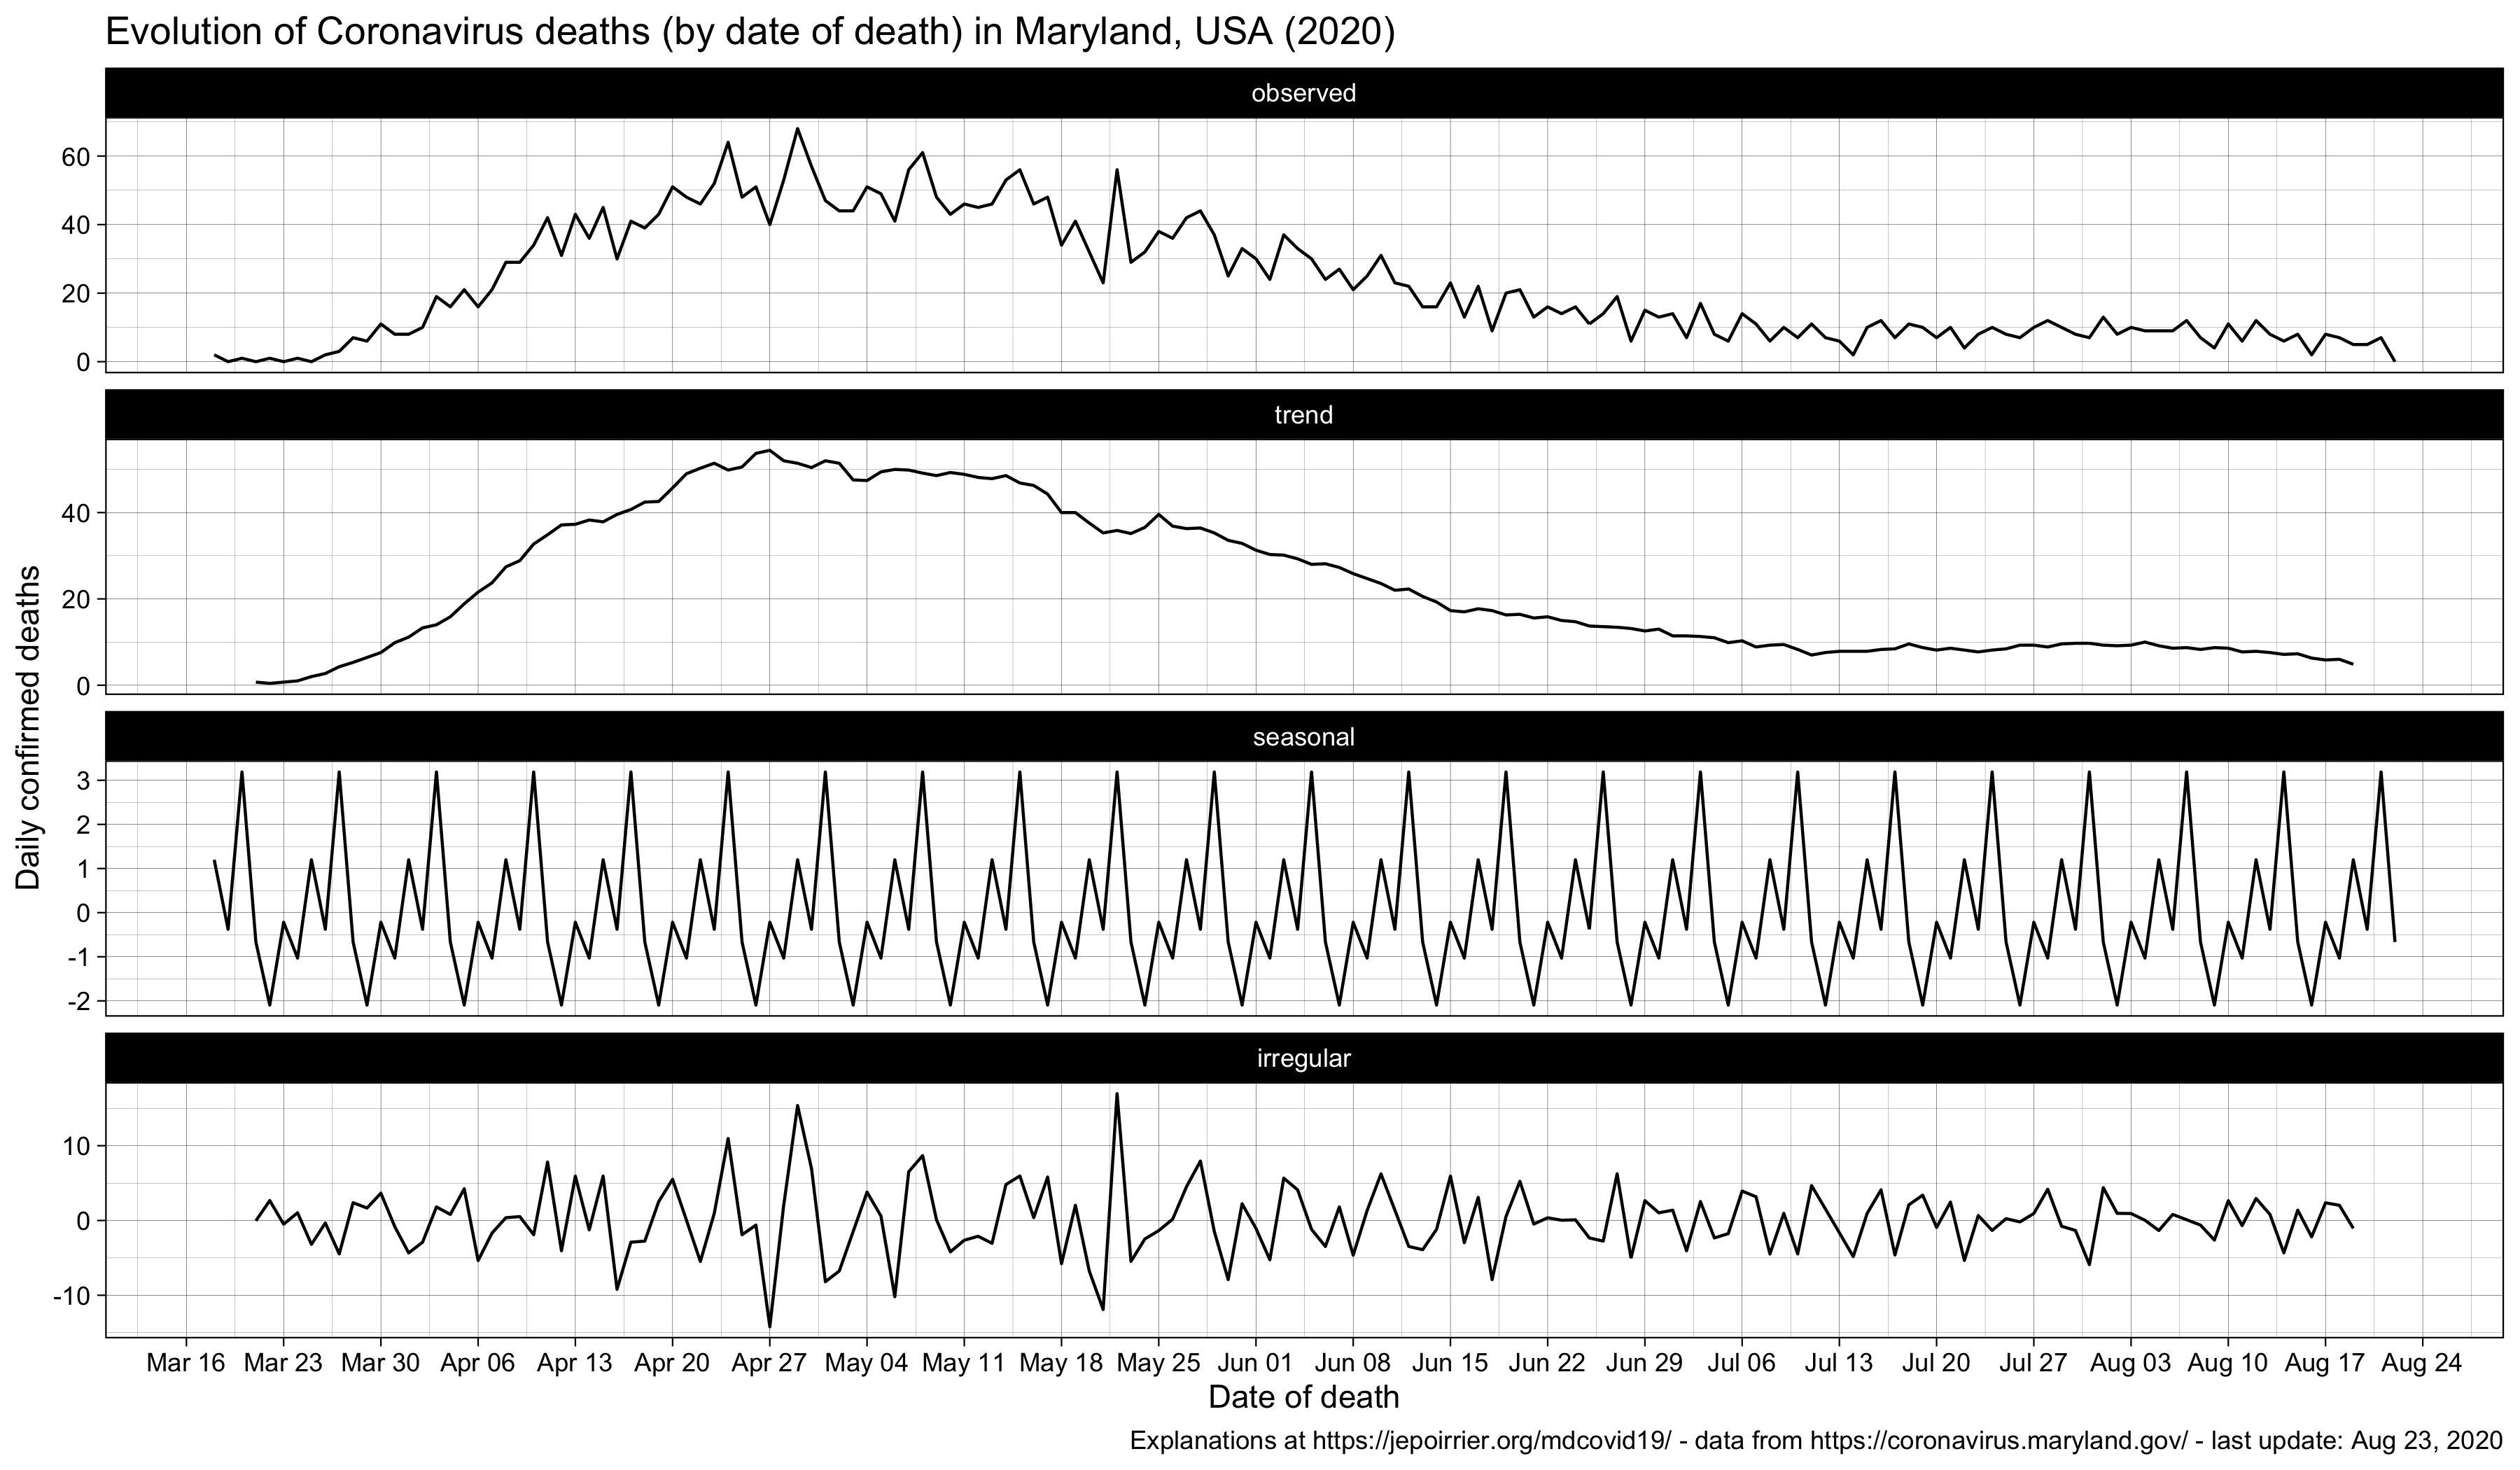 Evolution of Coronavirus deaths (by date of death) in Maryland, USA (2020)
observed
60
40
20
0
trend
40
20
0
Daily confirmed deaths
seasonal
3
2
1
0
-1
-2
irregular
10
0
-10
Mar 16 Mar 23 Mar 30 Apr 06 Apr 13 Apr 20 Apr 27 May 04 May 11 May 18 May 25 Jun 01 Jun 08 Jun 15 Jun 22 Jun 29 Jul 06 Jul 13 Jul 20 Jul 27 Aug 03 Aug 10 Aug 17 Aug 24
Date of death
Explanations at https://jepoirrier.org/mdcovid19/ - data from https://coronavirus.maryland.gov/ - last update: Aug 23, 2020